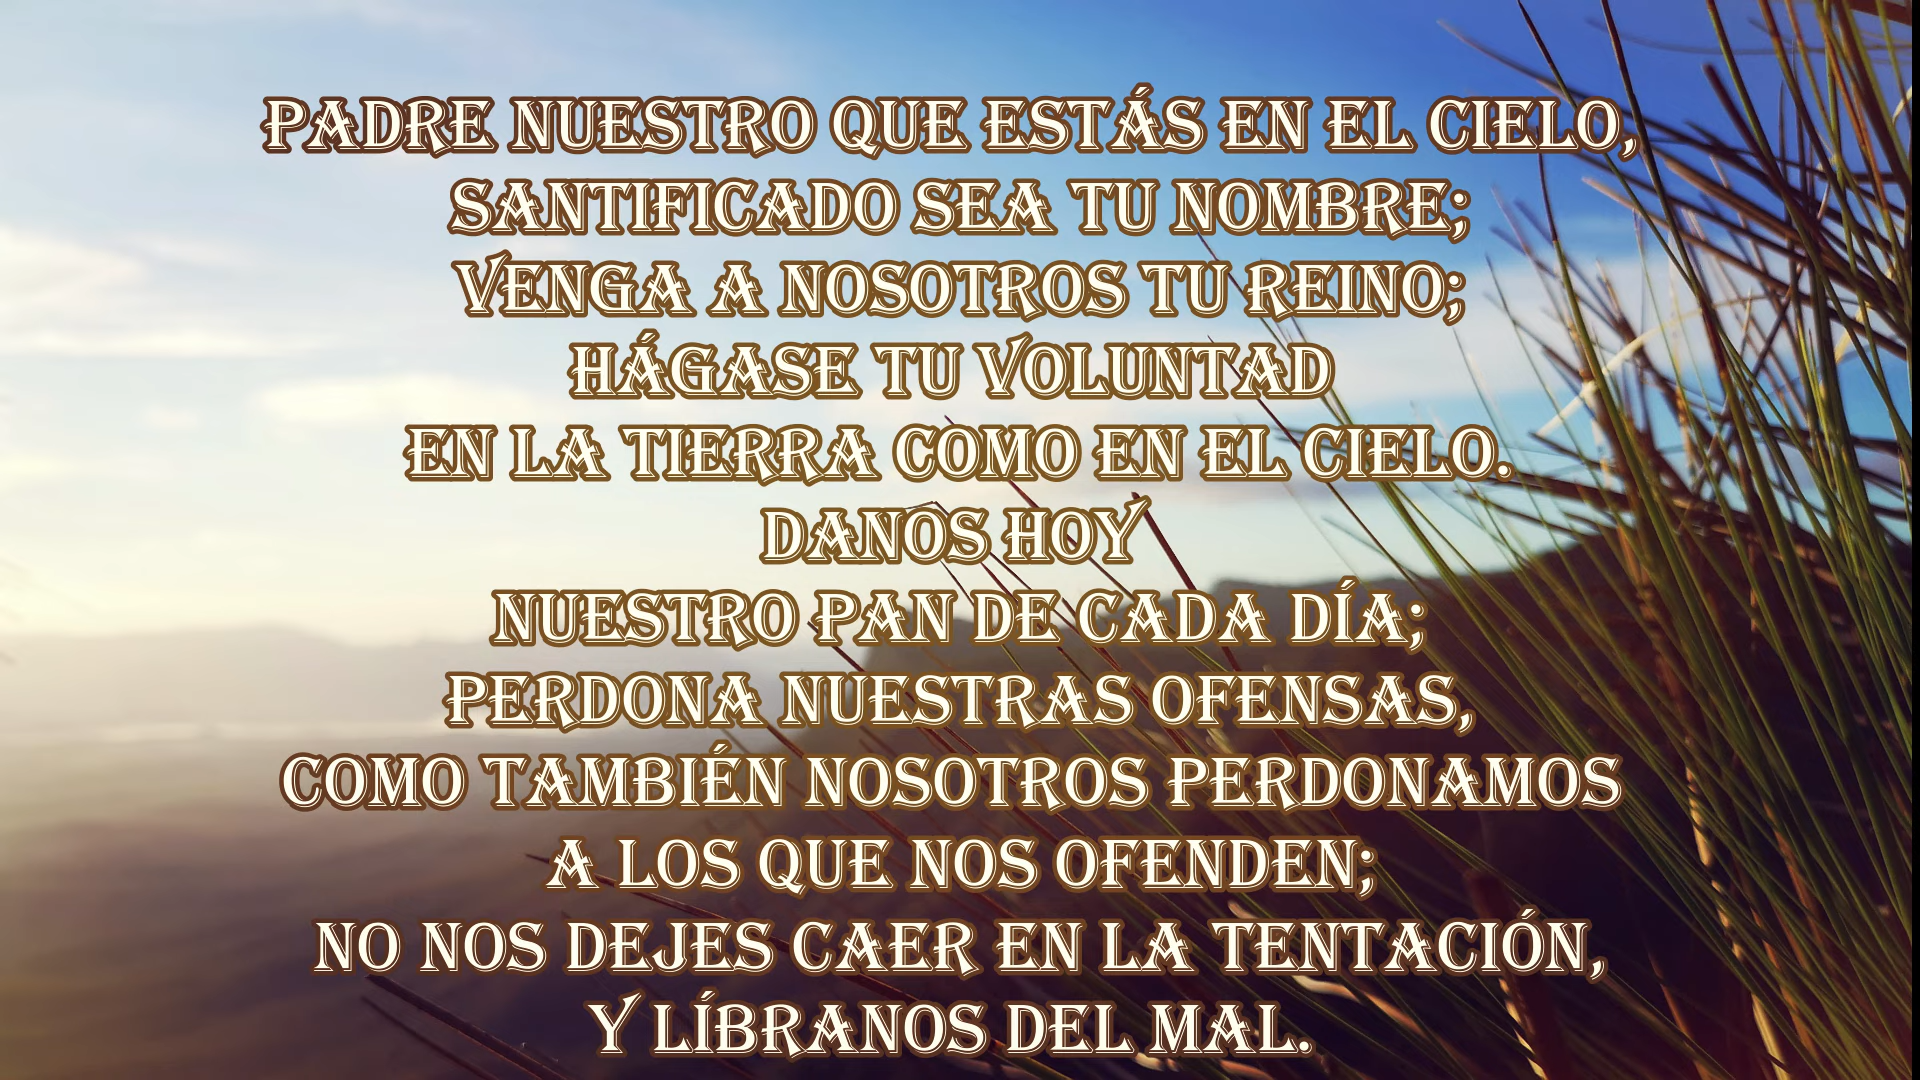 PADRE NUESTRO QUE ESTÁS EN EL CIELO,
SANTIFICADO SEA TU NOMBRE;
VENGA A NOSOTROS TU REINO;
HÁGASE TU VOLUNTAD
EN LA TIERRA COMO EN EL CIELO.
DANOS HOY
NUESTRO PAN DE CADA DÍA;
PERDONA NUESTRAS OFENSAS,
COMO TAMBIÉN NOSOTROS PERDONAMOS
A LOS QUE NOS OFENDEN;
NO NOS DEJES CAER EN LA TENTACIÓN,
Y LÍBRANOS DEL MAL.